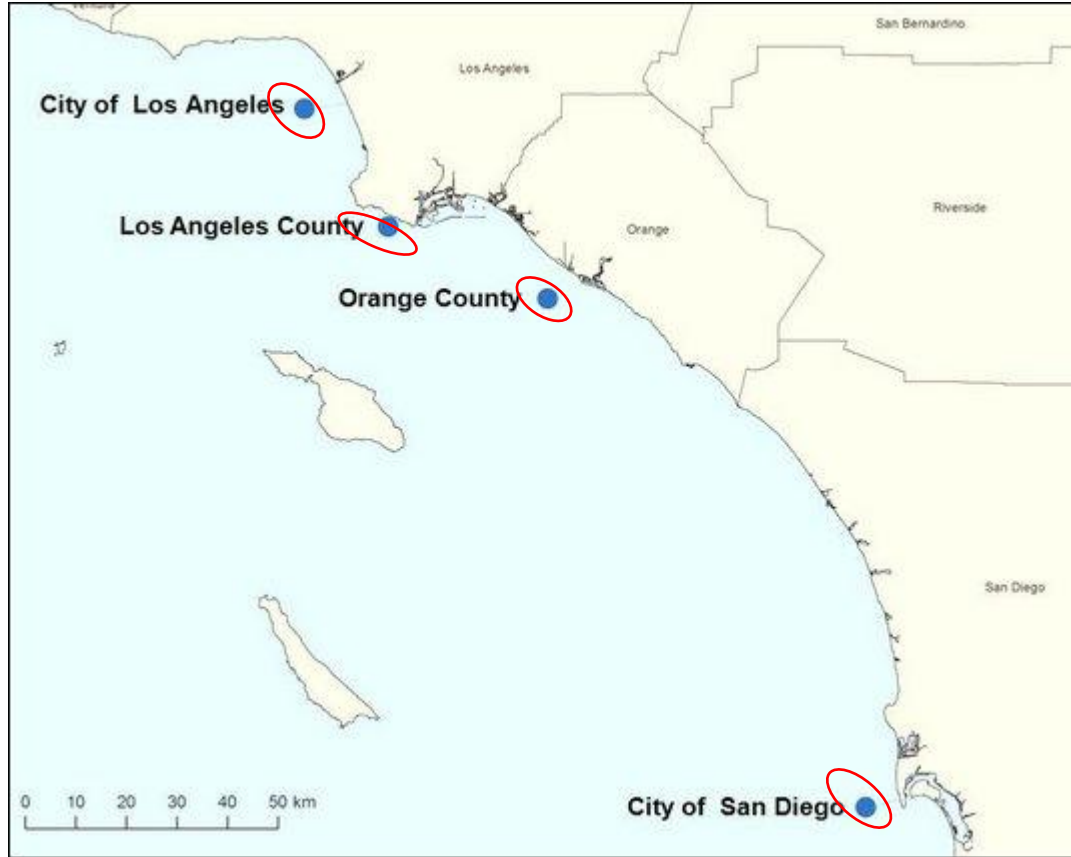 Ventura
San Bernardino
Los Angeles
City of Los Angeles
Riverside
Los Angeles County
Orange
Orange County
San Diego
0 10 20 30 50 km
City of San Diego